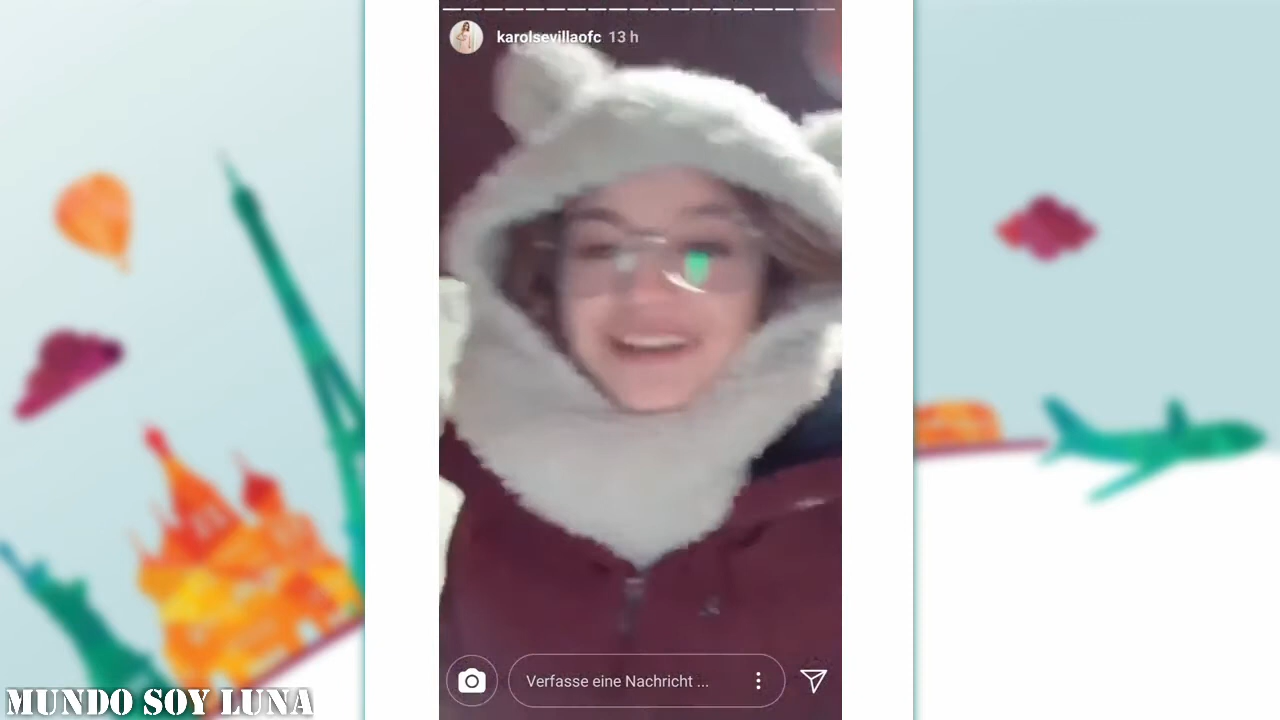 karolsevillaofc 13 h
Verfasse eine Nachricht ...
MUNDO SOY LUNA